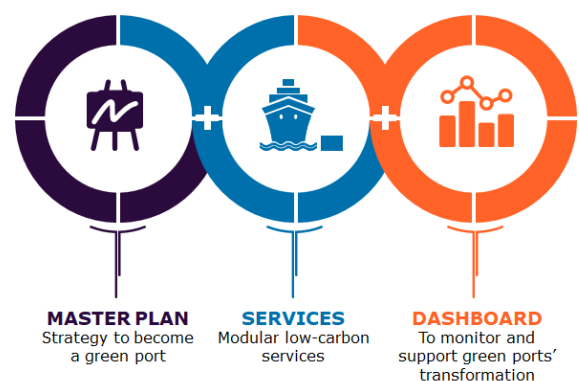 MASTER PLAN
Strategy to become
a green port
SERVICES
Modular low-carbon
services
DASHBOARD
To monitor and
support green ports’
transformation